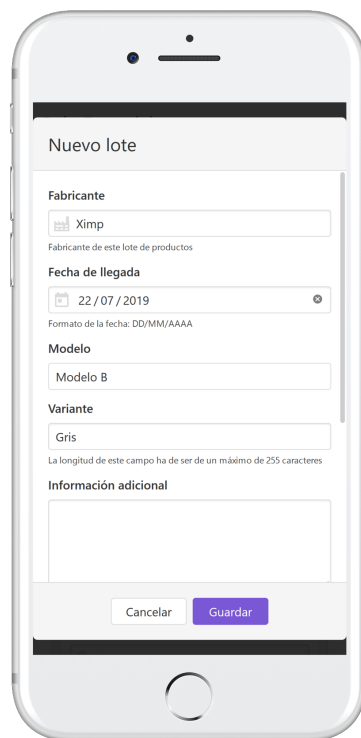 Nuevo lote
Fabricante
Ximp
Fabricante de este lote de productos
Fecha de llegada
22 / 07 / 2019
Formato de la fecha: DD/MM/AAAA
Modelo
Modelo B
Variante
Gris
La longitud de este campo ha de ser de un máximo de 255 caracteres
Información adicional
Cancelar Guardar